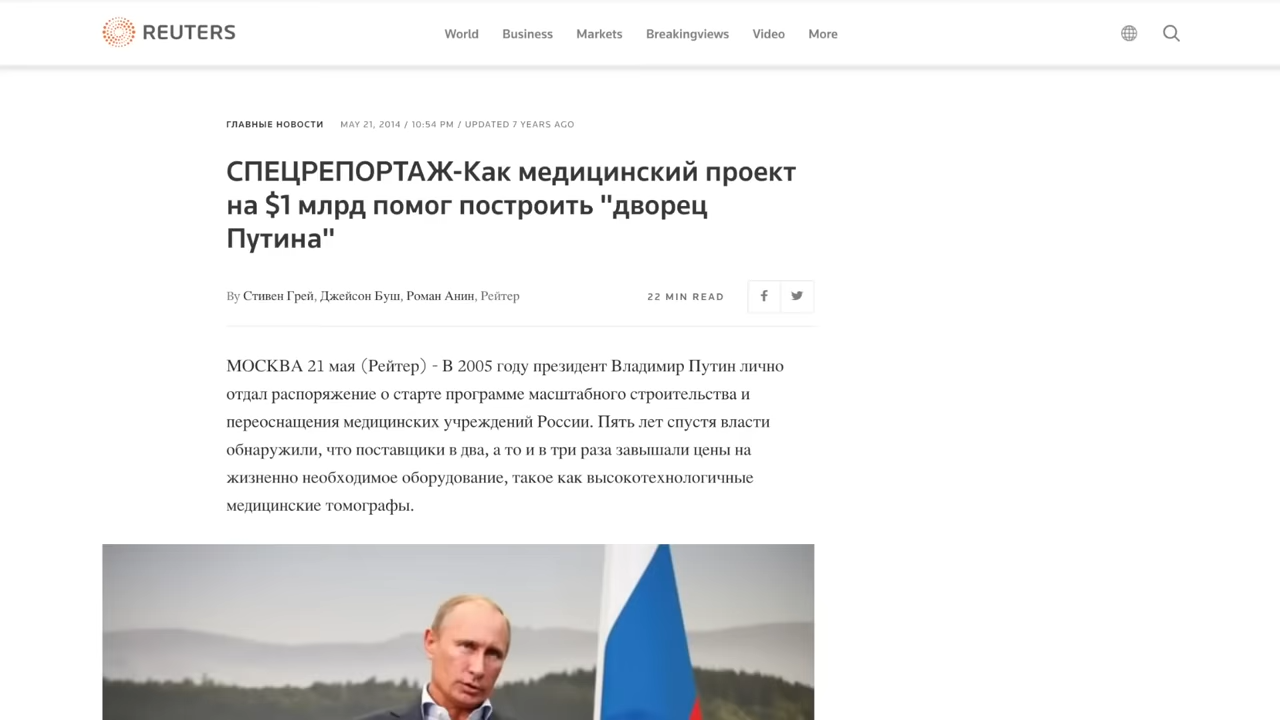 REUTERS
World Business Markets Breakingviews Video More
ГЛАВНЫЕ НОВОСТИ MAY 21, 2014 / 10:54 PM / UPDATED 7 YEARS AGO
СПЕЦРЕПОРТАЖ-Как медицинский проект
на $1 млрд помог построить "дворец
Путина"
By Стивен Грей, Джейсон Буш, Роман Анин, Рейтер
22 MIN READ
МОСКВА 21 мая (Рейтер) - В 2005 году президент Владимир Путин лично
отдал распоряжение о старте программе масштабного строительства и
переоснащения медицинских учреждений России. Пять лет спустя власти
обнаружили, что поставщики в два, а то и в три раза завышали цены на
жизненно необходимое оборудование, такое как высокотехнологичные
медицинские томографы.